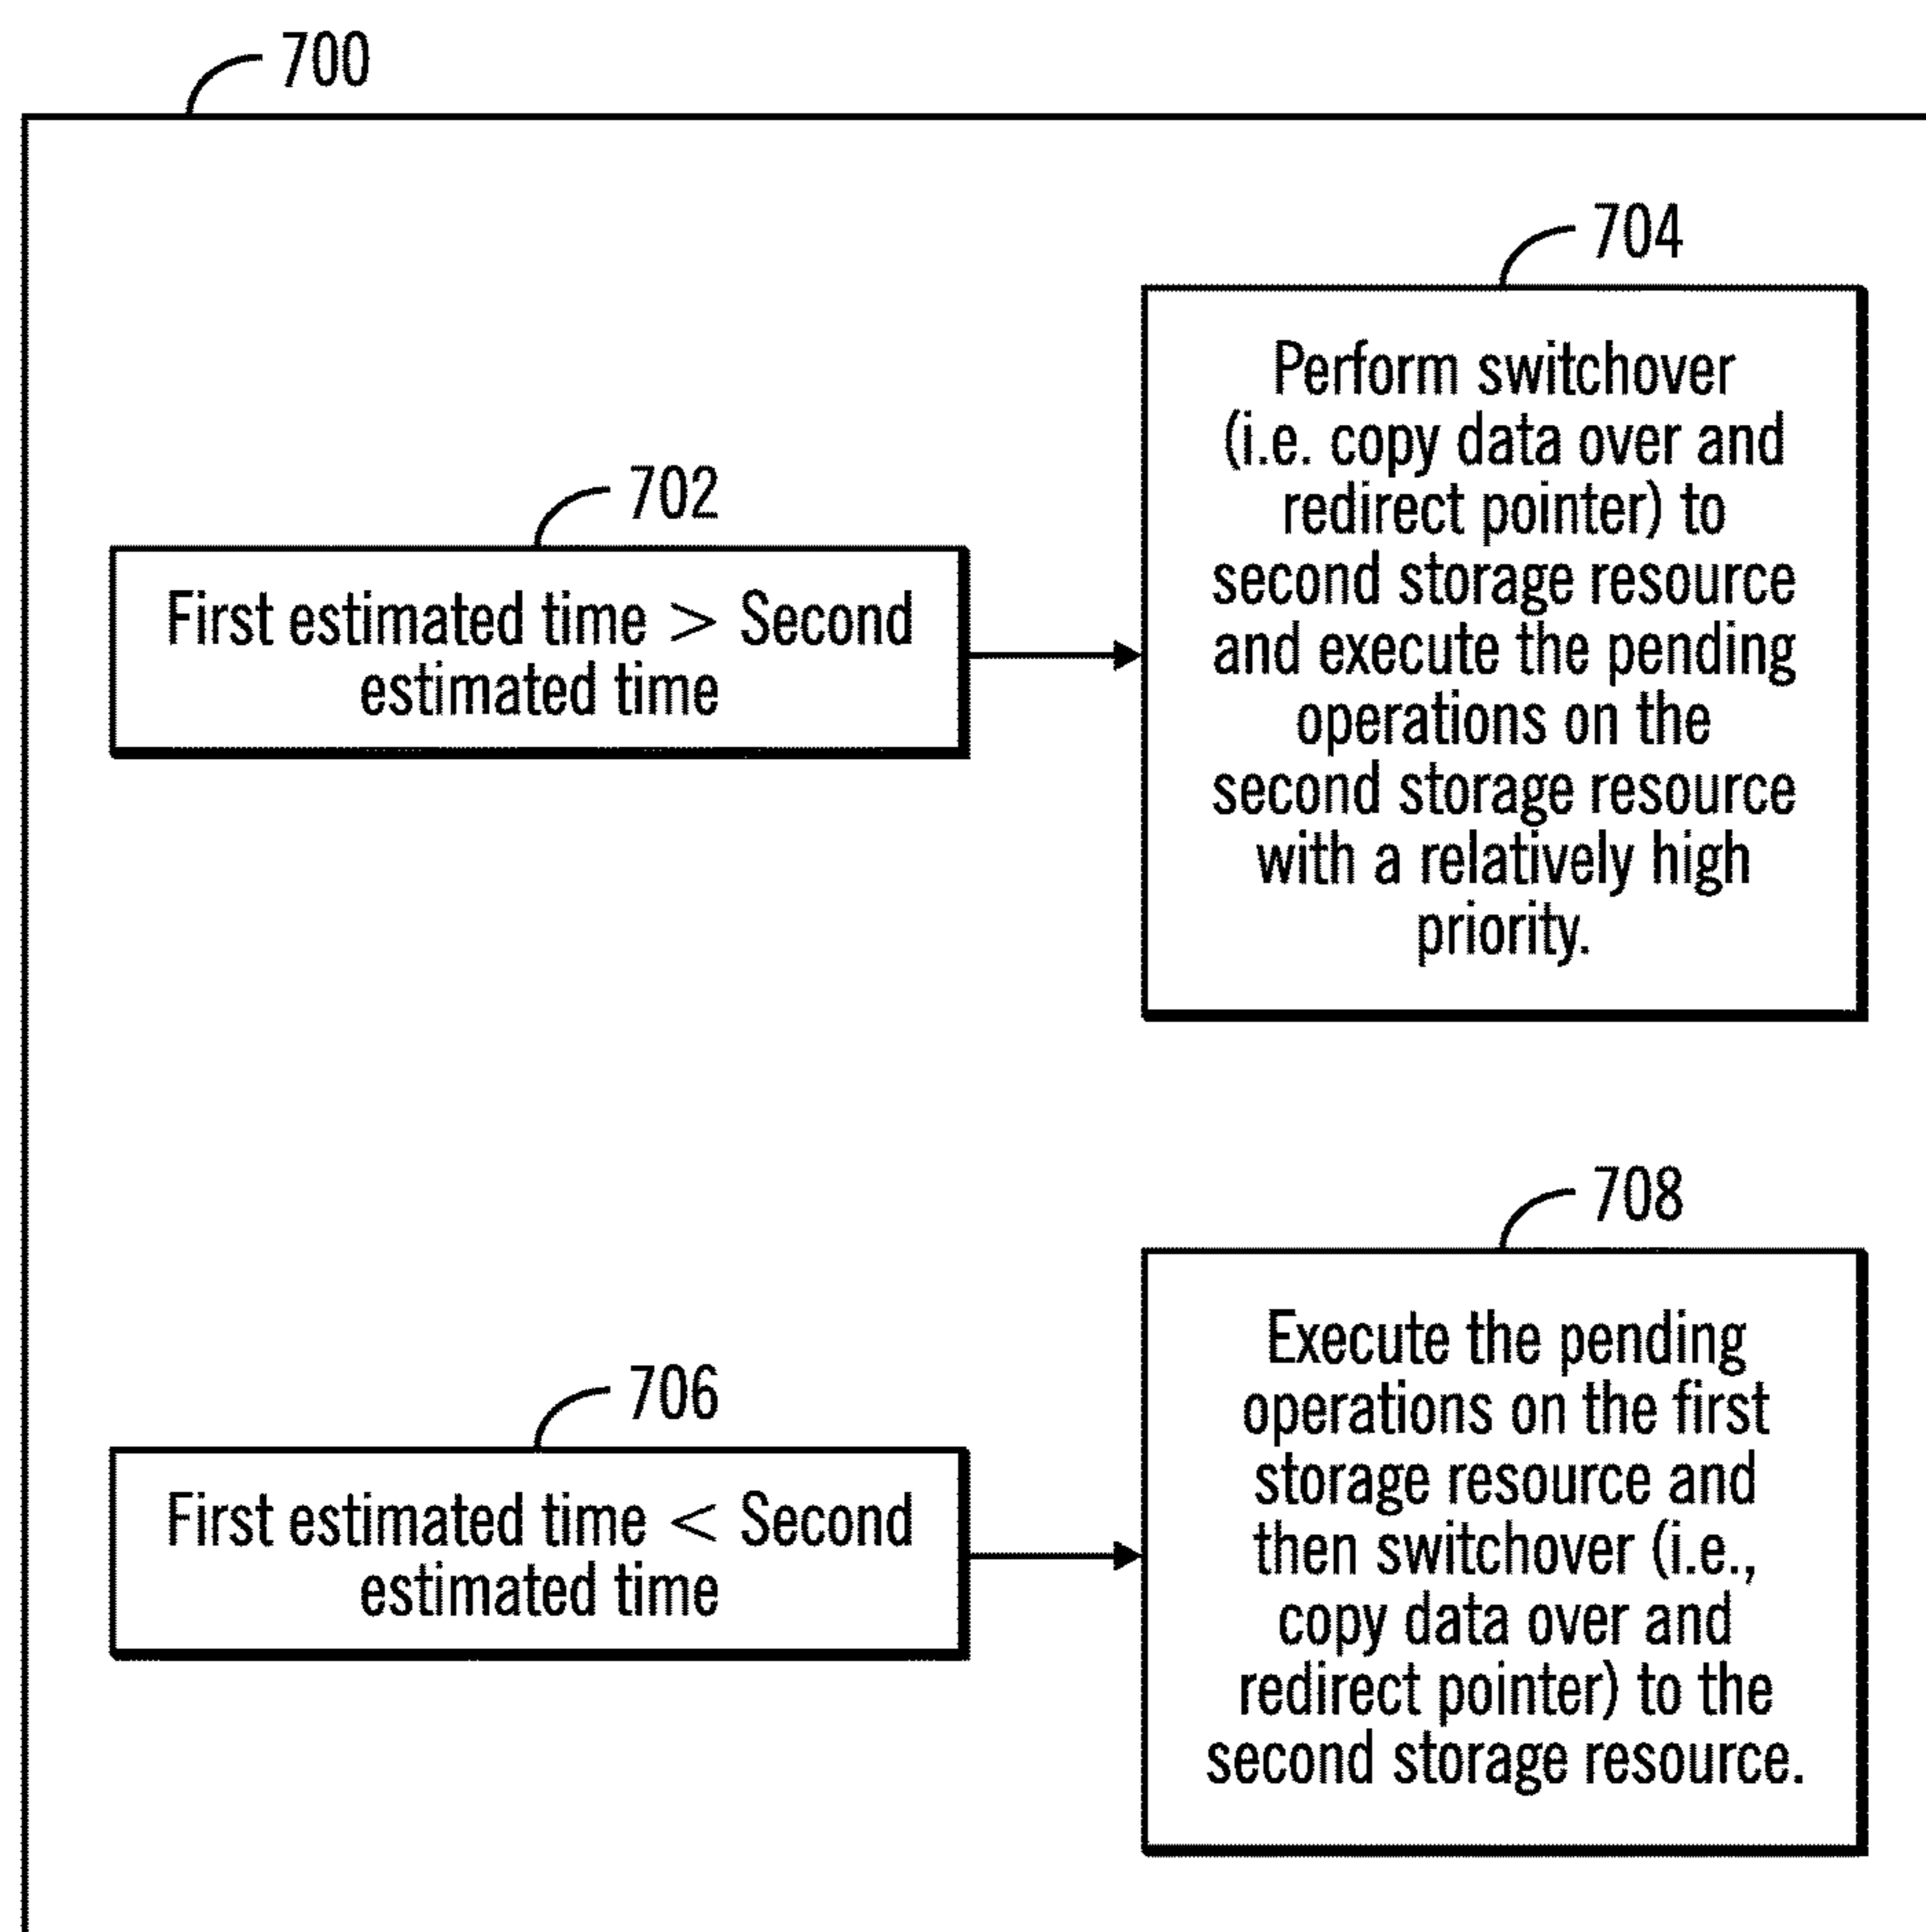 700
704
Perform switchover
(i.e. copy data over and
redirect pointer) to
second storage resource
and execute the pending
operations on the
second storage resource
with a relatively high
priority.
702
First estimated time > Second
estimated time
708
Execute the pending
operations on the first
storage resource and
then switchover (i.e.,
copy data over and
redirect pointer) to the
second storage resource.
706
First estimated time < Second
estimated time